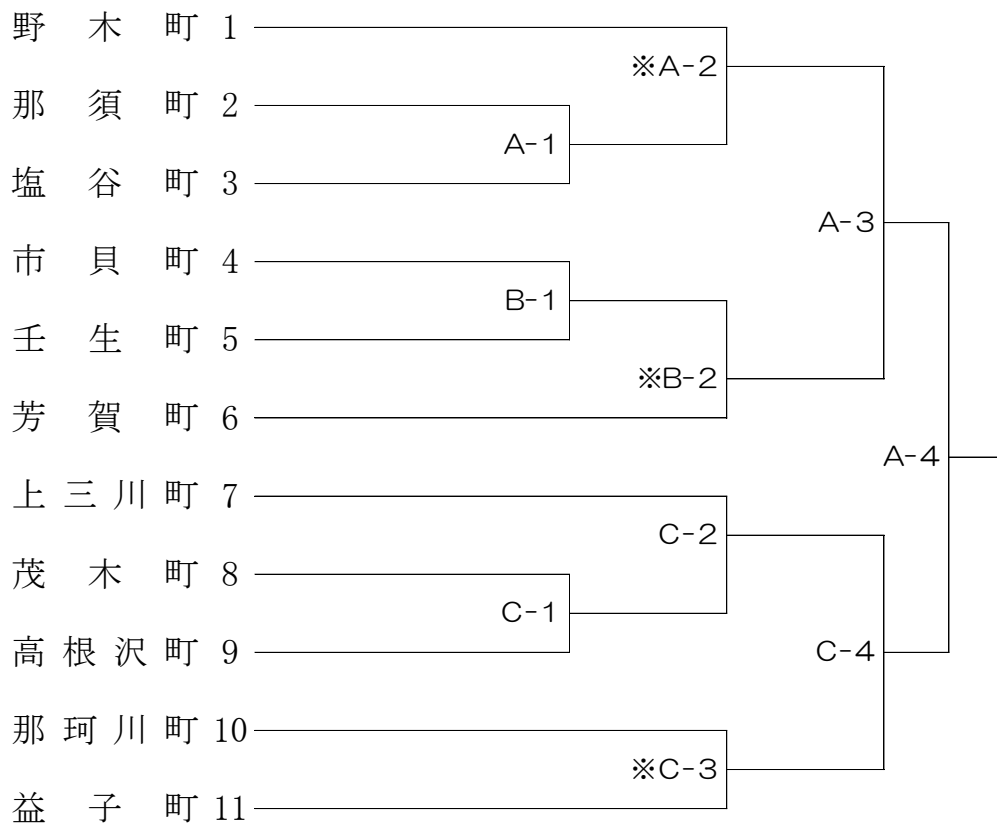 野木町 1
※A-2
那須町 2
A-1
塩谷町 3
A-3
市貝町 4
B-1
壬生町 5
※B-2
芳賀町 6
A-4
上三川町 7
C-2
茂木町 8
C-1
高根沢町 9
C-4
那珂川町 10
※C-3
益子町 11